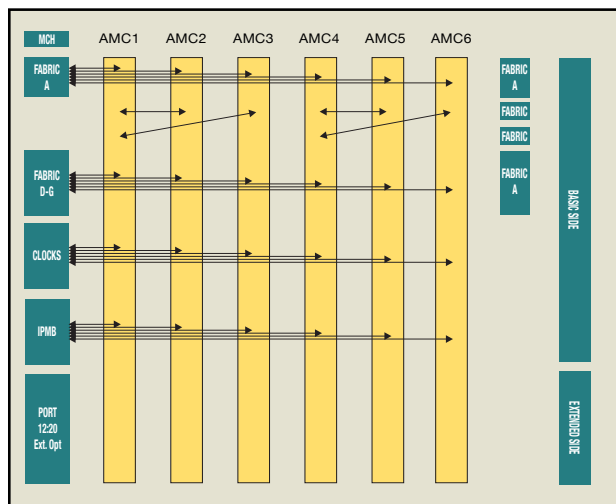 MCH
AMC1 AMC2 AMC3 AMC4 AMC5 AMC6
FABRIC
A
FABRIC
D-G
CLOCKS
IPMB
PORT
12:20
Ext. Opt
FABRIC
A
FABRIC
FABRIC
FABRIC
A
BASIC SIDE
EXTENDED SIDE